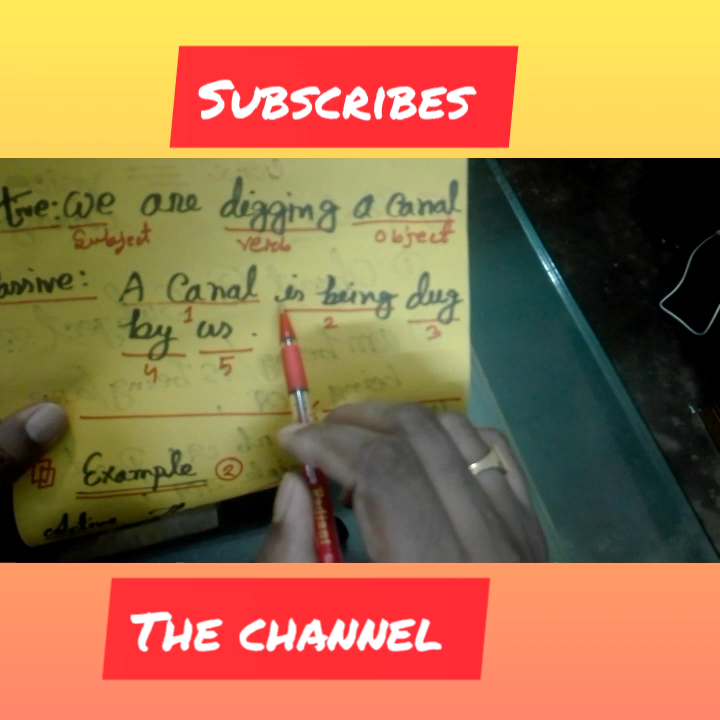 SUBSCRIBES
tive: We are digging a canal
Subject verb Object
assive: A Canal is being dug
1 2 3
by us.
4 5
Example 2
Active
THE CHANNEL